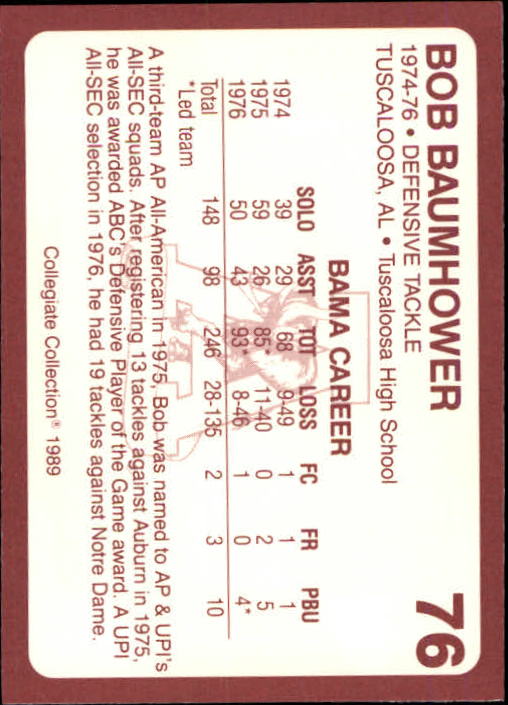 BOB BAUMHOWER 76
1974-76 • DEFENSIVE TACKLE
TUSCALOOSA, AL • Tuscaloosa High School
BAMA CAREER
SOLO ASST TOT LOSS FC FR PBU
1974 39 29 68 9-49 1 1 1
1975 59 26 85* 11-40 0 2 5
1976 50 43 93* 8-46 1 0 4*
Total 148 98 246 28-135 2 3 10
*Led team
A third-team AP All-American in 1975, Bob was named to AP & UPI's
All-SEC squads. After registering 13 tackles against Auburn in 1975,
he was awarded ABC's Defensive Player of the Game award. A UPI
All-SEC selection in 1976, he had 19 tackles against Notre Dame.
Collegiate Collection® 1989